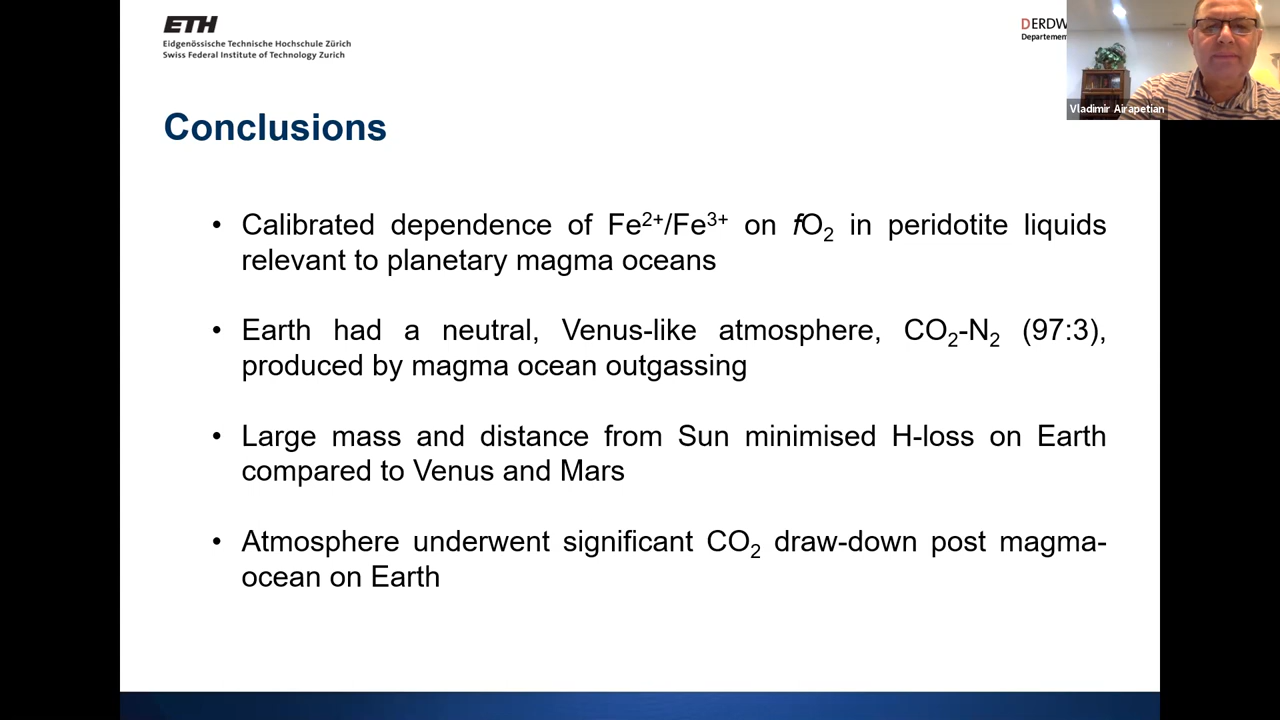 ETH
Eidgenössische Technische Hochschule Zürich
Swiss Federal Institute of Technology Zurich
DERDW
Departemen
Vladimir Airapetian
Conclusions
• Calibrated dependence of Fe²⁺/Fe³⁺ on fO₂ in peridotite liquids
relevant to planetary magma oceans
• Earth had a neutral, Venus-like atmosphere, CO₂-N₂ (97:3),
produced by magma ocean outgassing
• Large mass and distance from Sun minimised H-loss on Earth
compared to Venus and Mars
• Atmosphere underwent significant CO₂ draw-down post magma-
ocean on Earth